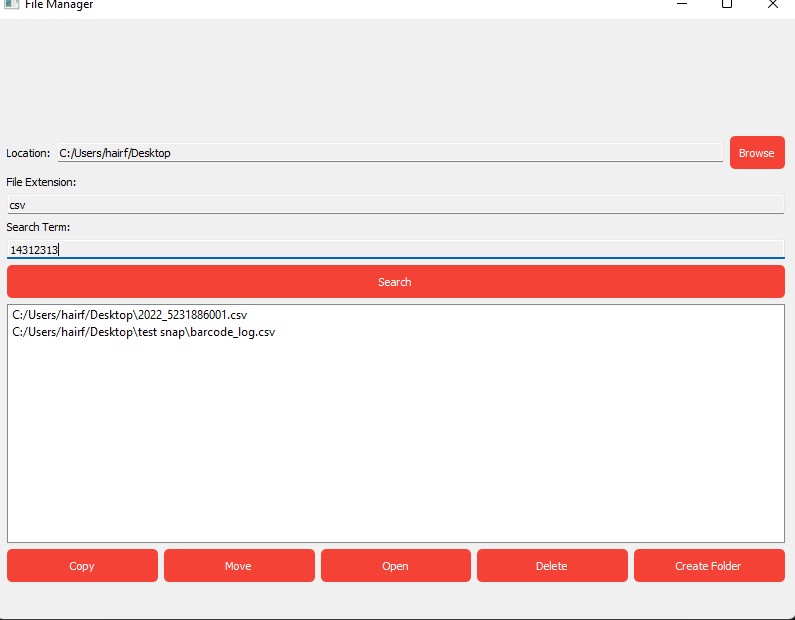 File Manager
Location: C:/Users/hairf/Desktop Browse
File Extension:
csv
Search Term:
14312313
Search
C:/Users/hairf/Desktop\2022_5231886001.csv
C:/Users/hairf/Desktop\test snap\barcode_log.csv
Copy Move Open Delete Create Folder